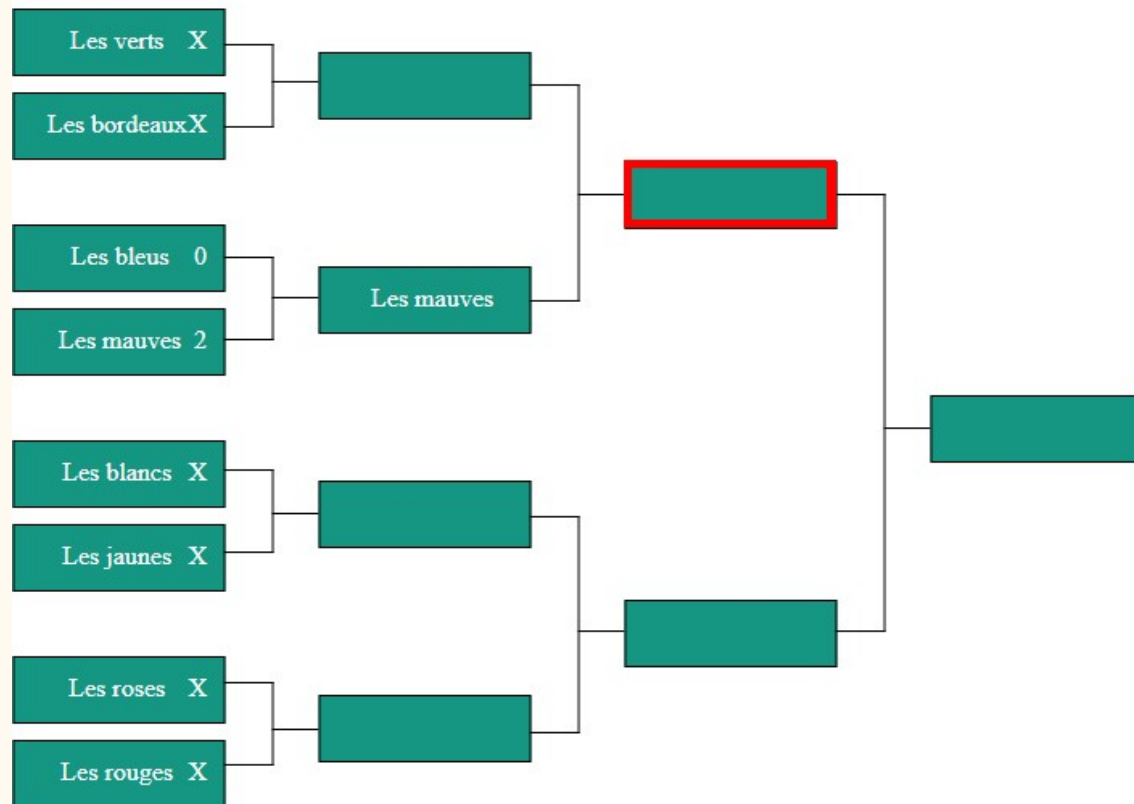 Les verts X
Les bordeaux X
Les bleus 0
Les mauves 2
Les mauves
Les blancs X
Les jaunes X
Les roses X
Les rouges X